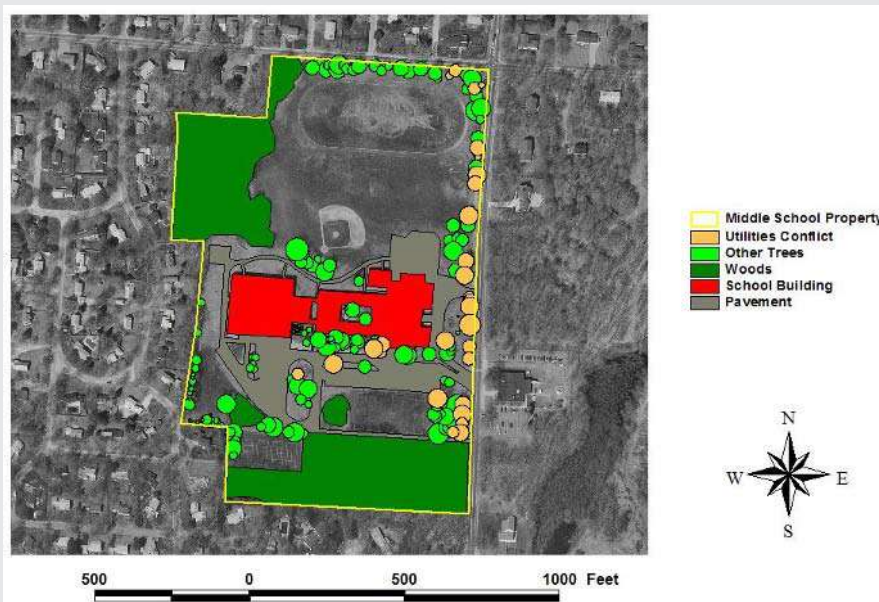 Middle School Property
Utilities Conflict
Other Trees
Woods
School Building
Pavement
N
W E
S
500 0 500 1000 Feet